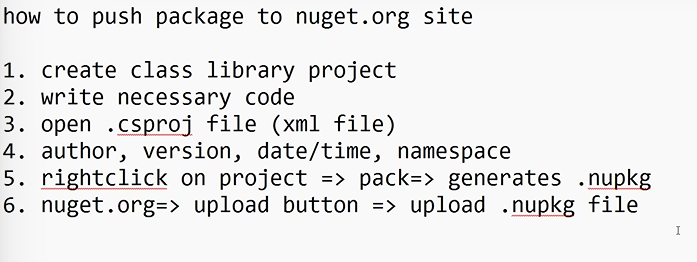 how to push package to nuget.org site
1. create class library project
2. write necessary code
3. open .csproj file (xml file)
4. author, version, date/time, namespace
5. rightclick on project => pack=> generates .nupkg
6. nuget.org=> upload button => upload .nupkg file